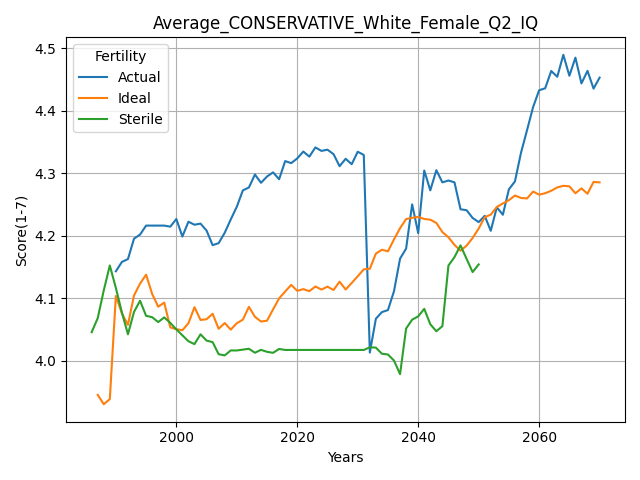 Average_CONSERVATIVE_White_Female_Q2_IQ
Fertility
Actual
Ideal
Sterile
Score(1-7)
4.5
4.4
4.3
4.2
4.1
4.0
2000
2020
2040
2060
Years